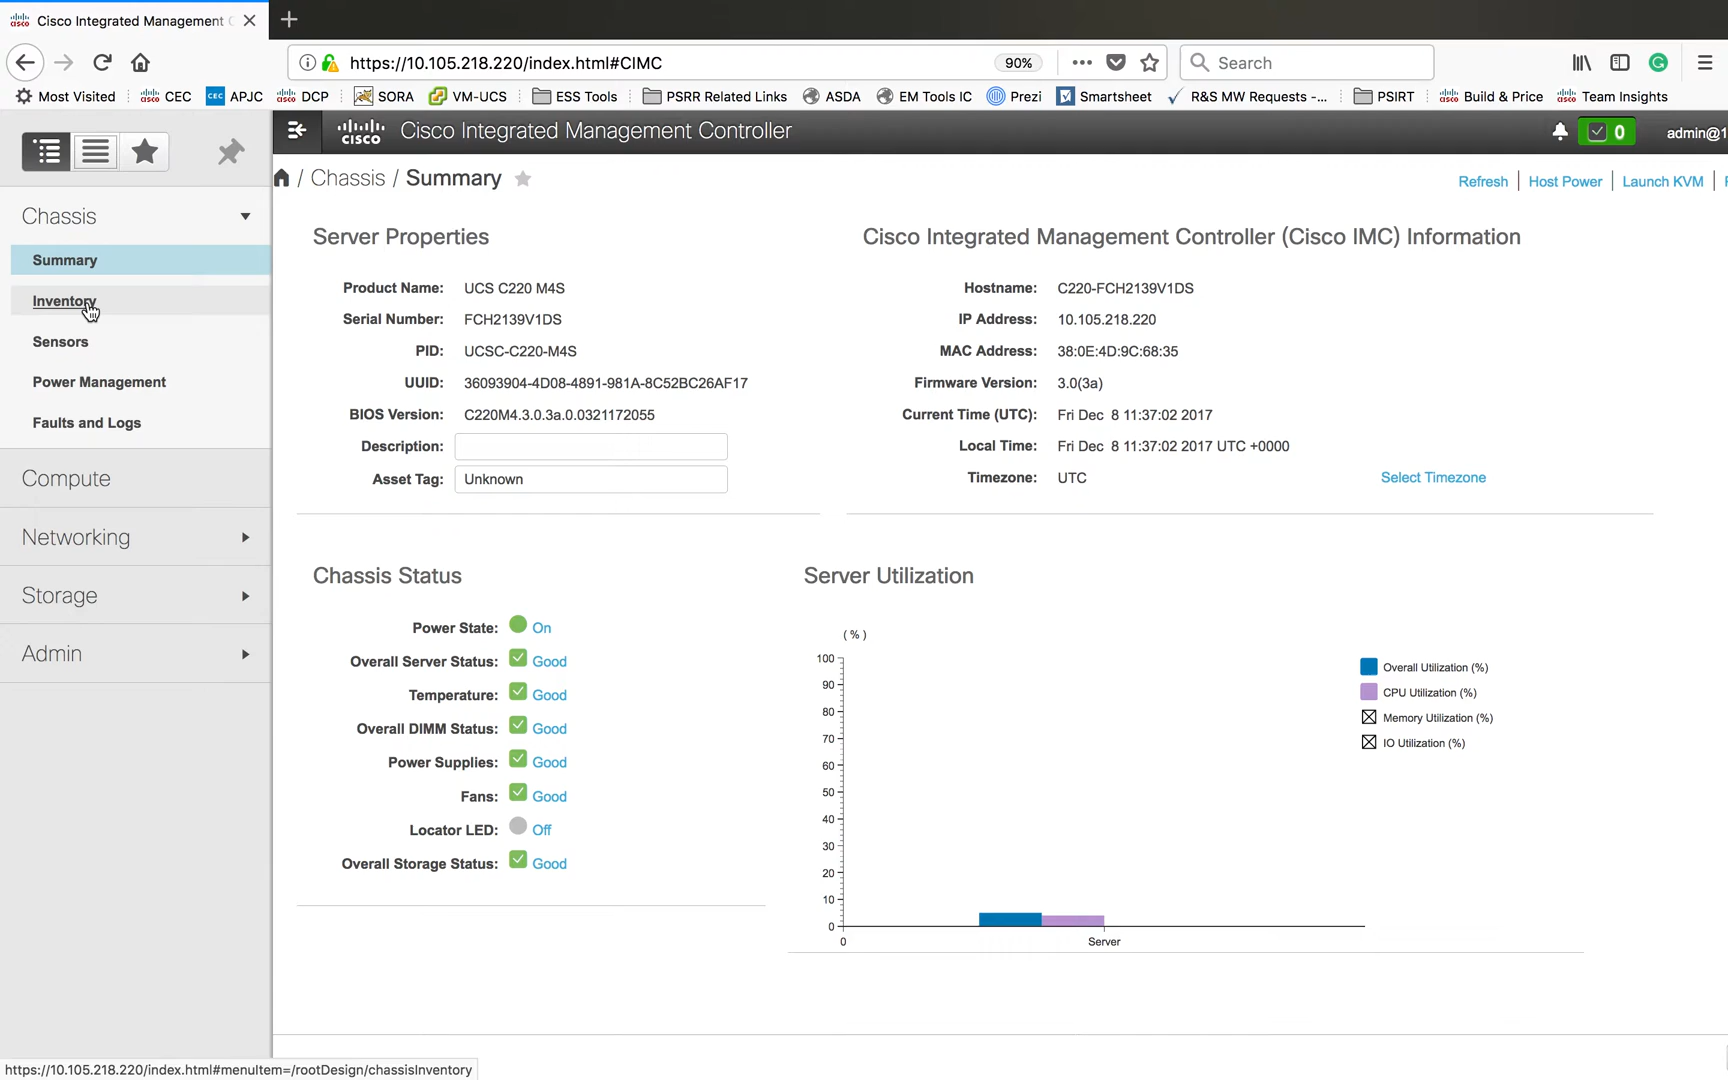 Cisco Integrated Management C
https://10.105.218.220/index.html#CIMC
90%
Search
Most Visited
CEC
APJC
DCP
SORA
VM-UCS
ESS Tools
PSRR Related Links
ASDA
EM Tools IC
Prezi
Smartsheet
R&S MW Requests -...
PSIRT
Build & Price
Team Insights
CISCO Cisco Integrated Management Controller
0
admin@1
/ Chassis / Summary
Refresh
Host Power
Launch KVM
Chassis
Summary
Inventory
Sensors
Power Management
Faults and Logs
Compute
Networking
Storage
Admin
Server Properties
Product Name: UCS C220 M4S
Serial Number: FCH2139V1DS
PID: UCSC-C220-M4S
UUID: 36093904-4D08-4891-981A-8C52BC26AF17
BIOS Version: C220M4.3.0.3a.0.0321172055
Description:
Asset Tag: Unknown
Cisco Integrated Management Controller (Cisco IMC) Information
Hostname: C220-FCH2139V1DS
IP Address: 10.105.218.220
MAC Address: 38:0E:4D:9C:68:35
Firmware Version: 3.0(3a)
Current Time (UTC): Fri Dec 8 11:37:02 2017
Local Time: Fri Dec 8 11:37:02 2017 UTC +0000
Timezone: UTC
Select Timezone
Chassis Status
Power State: On
Overall Server Status: Good
Temperature: Good
Overall DIMM Status: Good
Power Supplies: Good
Fans: Good
Locator LED: Off
Overall Storage Status: Good
Server Utilization
( % )
100
90
80
70
60
50
40
30
20
10
0
0
Server
Overall Utilization (%)
CPU Utilization (%)
Memory Utilization (%)
IO Utilization (%)
https://10.105.218.220/index.html#menuItem=/rootDesign/chassisInventory